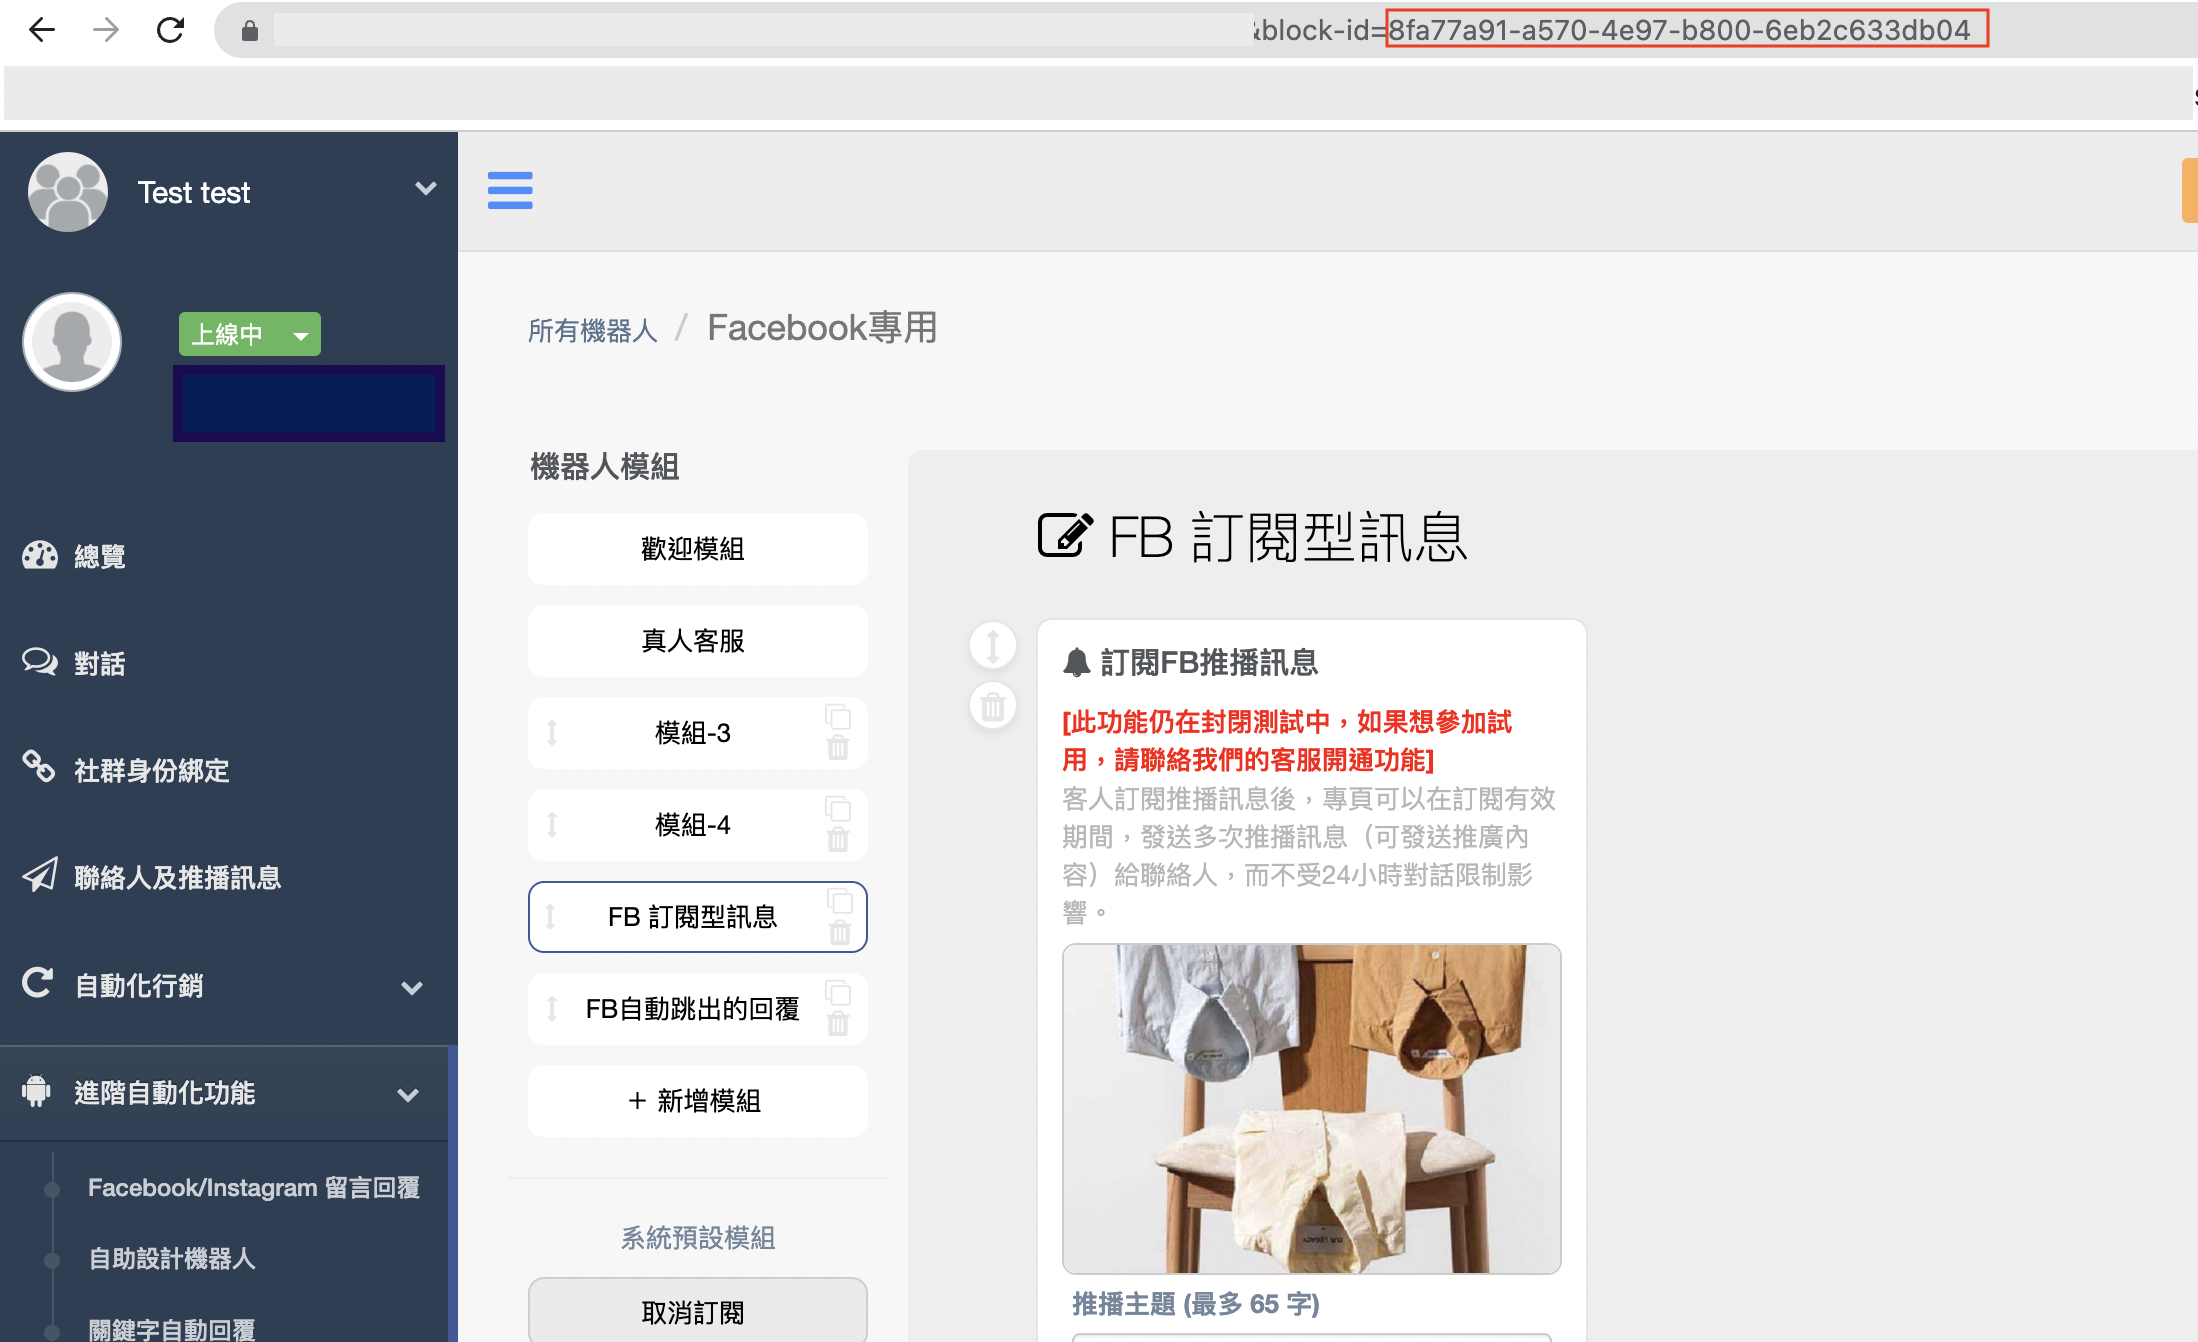 &block-id=8fa77a91-a570-4e97-b800-6eb2c633db04
Test test
上線中
總覽
對話
社群身份綁定
聯絡人及推播訊息
自動化行銷
進階自動化功能
Facebook/Instagram 留言回覆
自助設計機器人
關鍵字自動回覆
所有機器人 / Facebook專用
機器人模組
歡迎模組
真人客服
模組-3
模組-4
FB 訂閱型訊息
FB自動跳出的回覆
+ 新增模組
系統預設模組
取消訂閱
FB 訂閱型訊息
訂閱FB推播訊息
[此功能仍在封閉測試中，如果想參加試
用，請聯絡我們的客服開通功能]
客人訂閱推播訊息後，專頁可以在訂閱有效
期間，發送多次推播訊息（可發送推廣內
容）給聯絡人，而不受24小時對話限制影
響。
推播主題 (最多 65 字)